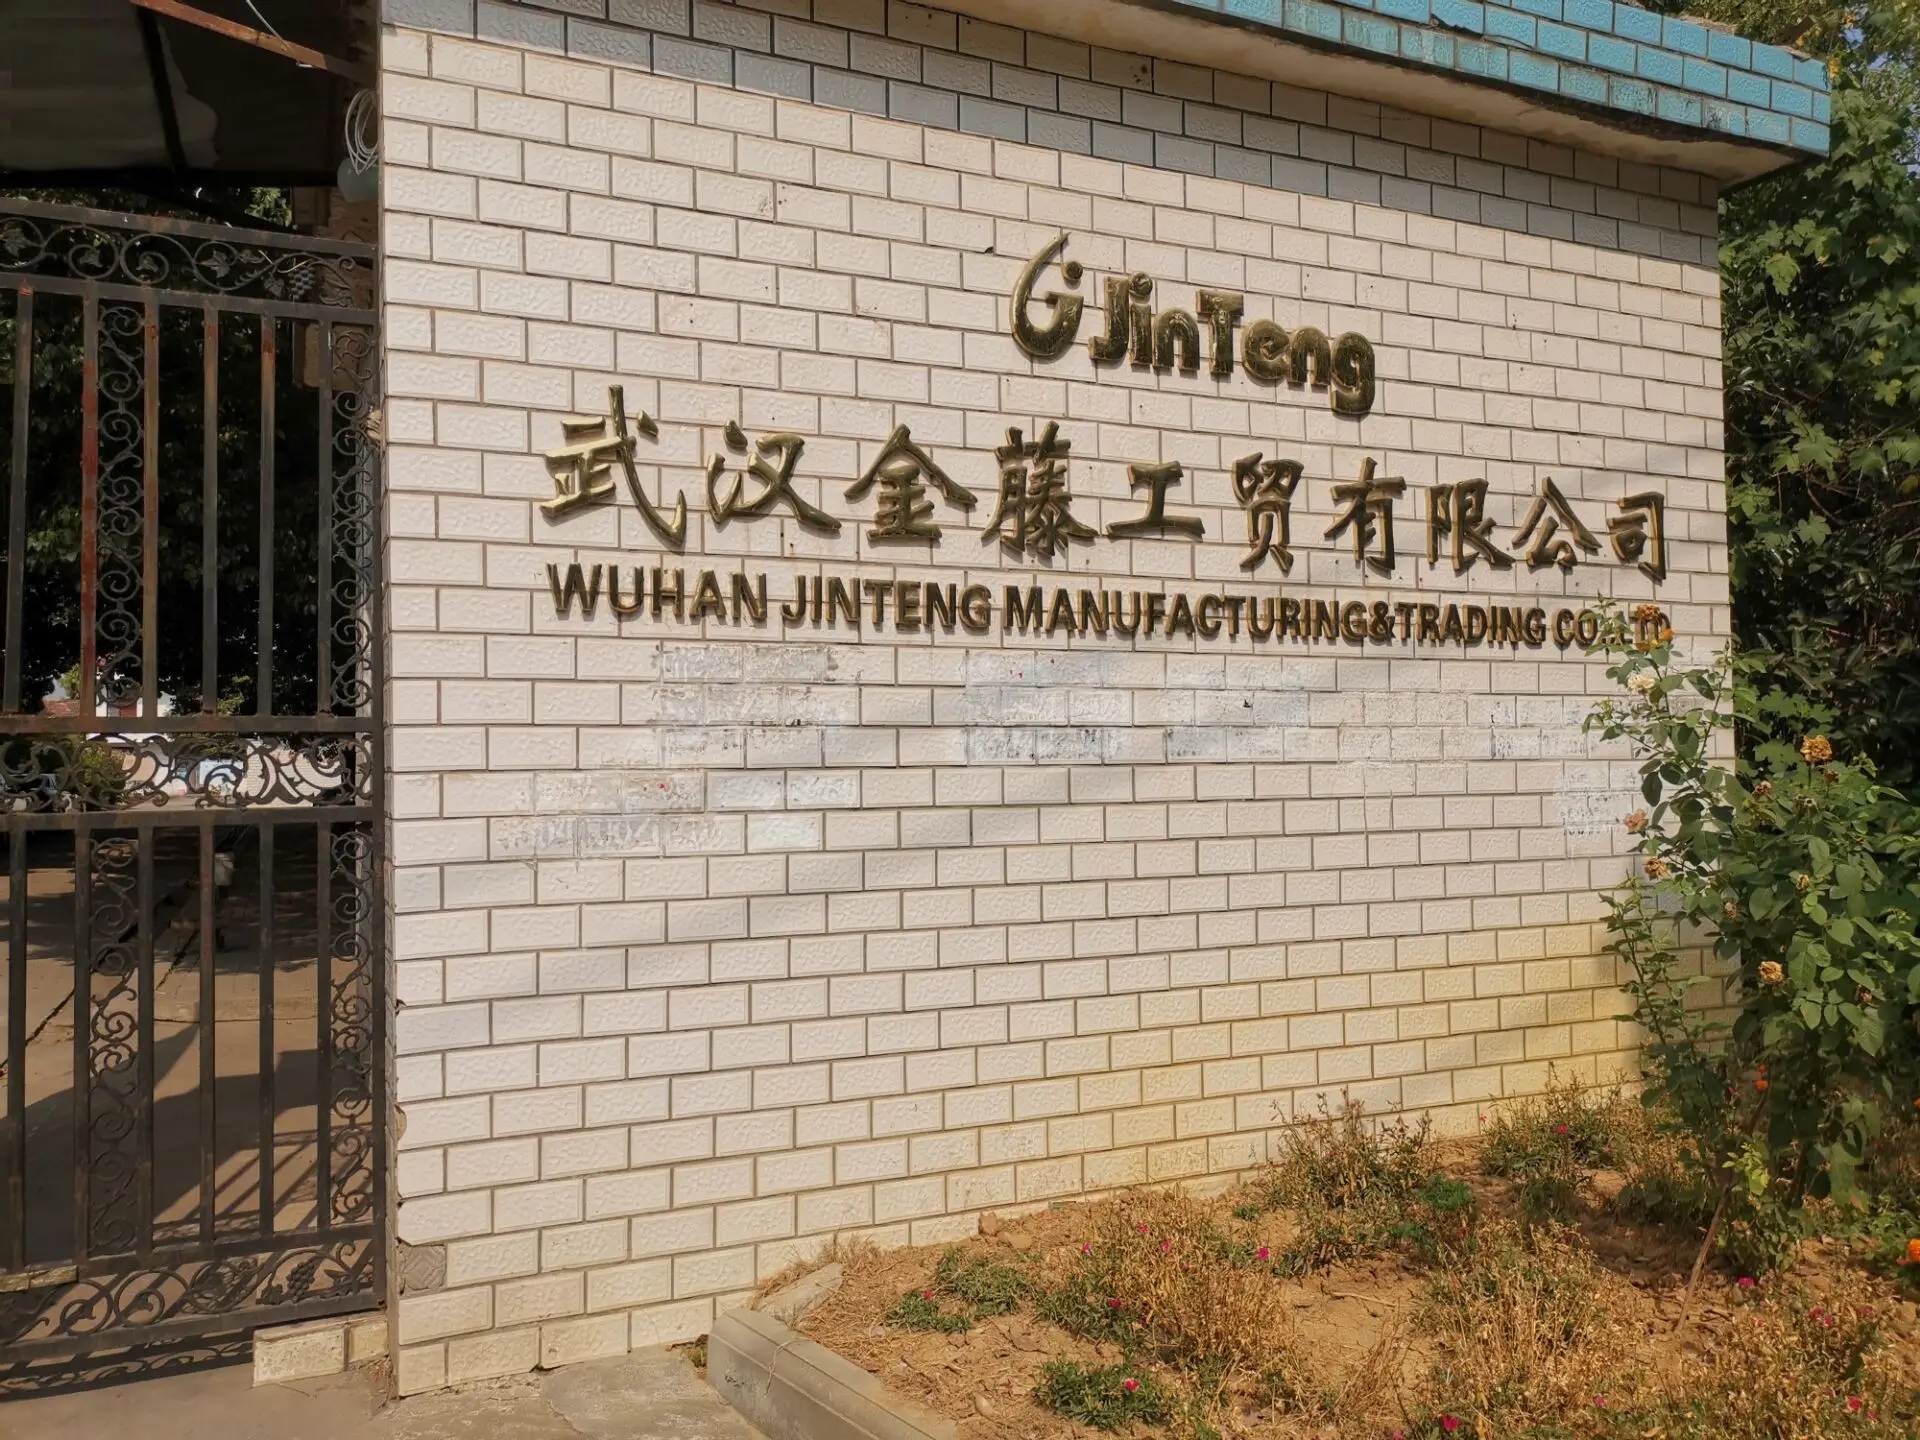 JinTeng
武汉金藤工贸有限公司
WUHAN JINTENG MANUFACTURING&TRADING CO.,LTD